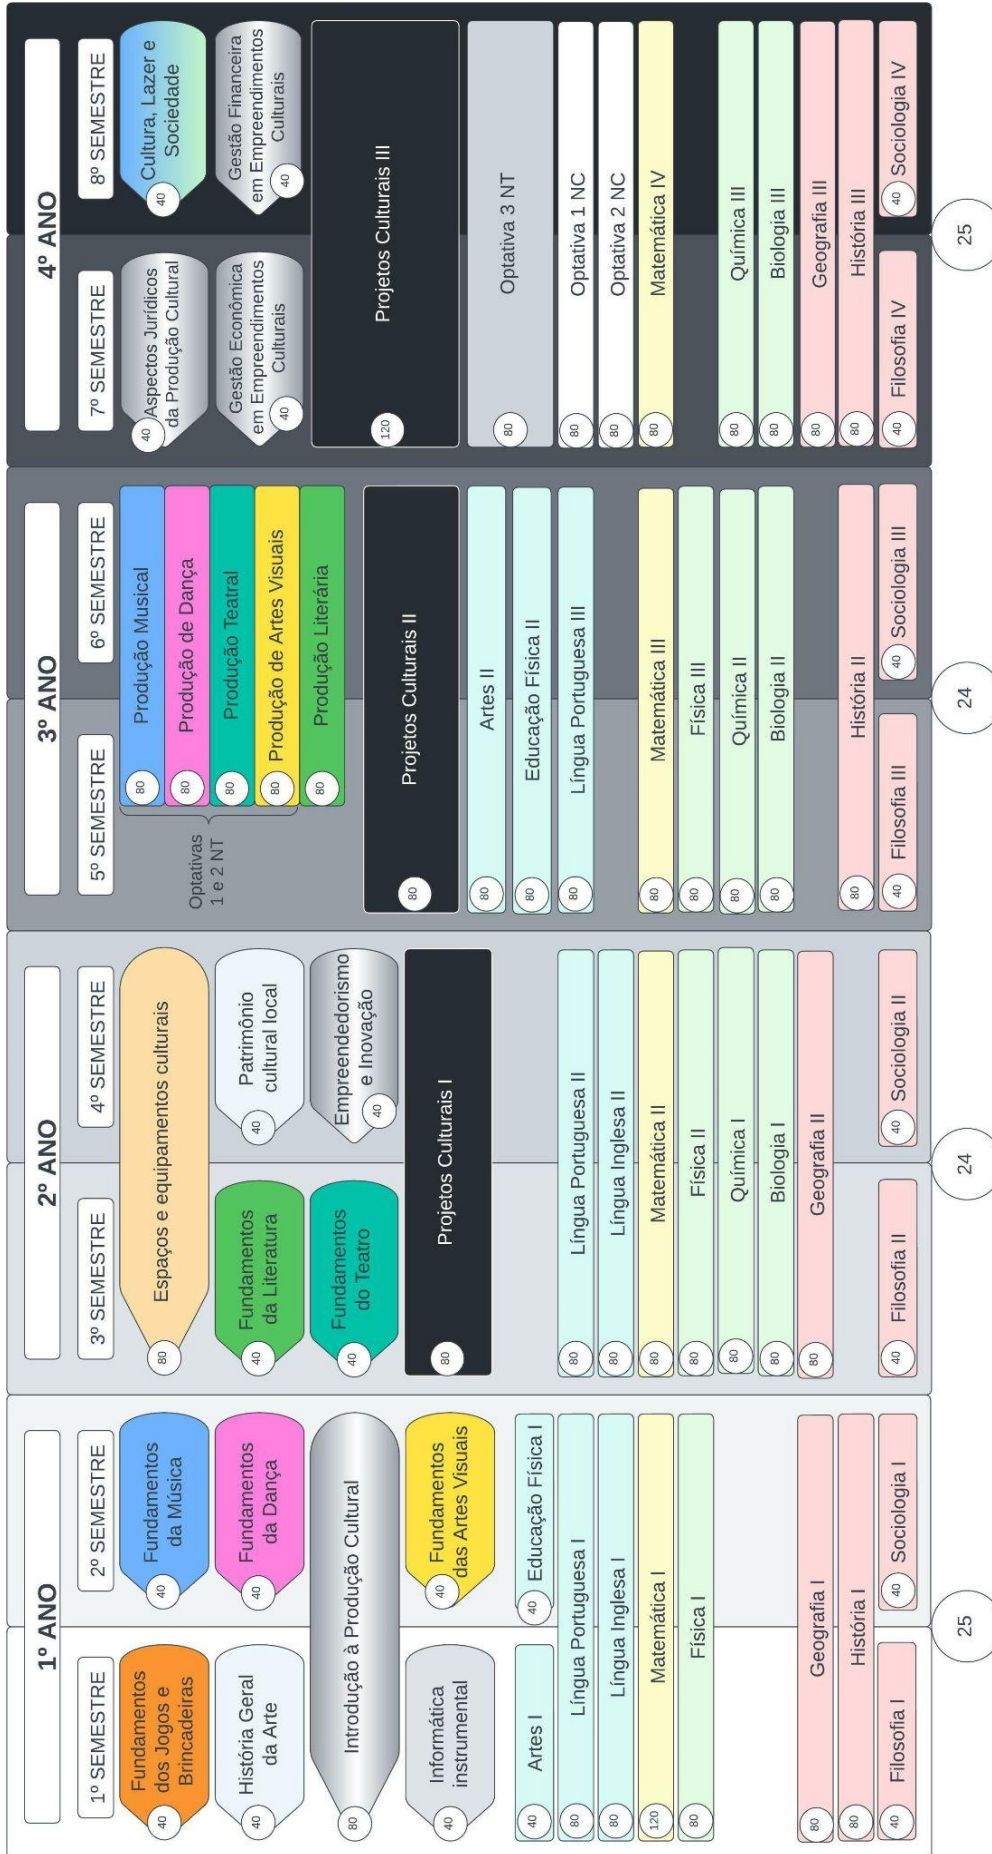 1º ANO
1º SEMESTRE
2º SEMESTRE
40
Fundamentos
dos Jogos e
Brincadeiras
40
Fundamentos
da Música
40
História Geral
da Arte
40
Fundamentos
da Dança
80
Introdução à Produção Cultural
40
Informática
instrumental
40
Fundamentos
das Artes Visuais
40
Artes I
40
Educação Física I
80
Língua Portuguesa I
80
Língua Inglesa I
120
Matemática I
80
Física I
80
Geografia I
80
História I
40
Filosofia I
40
Sociologia I
25
2º ANO
3º SEMESTRE
4º SEMESTRE
80
Espaços e equipamentos culturais
40
Fundamentos
da Literatura
40
Patrimônio
cultural local
40
Fundamentos
do Teatro
40
Empreendedorismo
e Inovação
80
Projetos Culturais I
80
Língua Portuguesa II
80
Língua Inglesa II
80
Matemática II
80
Física II
80
Química I
80
Biologia I
80
Geografia II
40
Filosofia II
40
Sociologia II
24
3º ANO
5º SEMESTRE
6º SEMESTRE
Optativas
1 e 2 NT
80
Produção Musical
80
Produção de Dança
80
Produção Teatral
80
Produção de Artes Visuais
80
Produção Literária
80
Projetos Culturais II
80
Artes II
80
Educação Física II
80
Língua Portuguesa III
80
Matemática III
80
Física III
80
Química II
80
Biologia II
80
História II
40
Filosofia III
40
Sociologia III
24
4º ANO
7º SEMESTRE
8º SEMESTRE
40
Aspectos Jurídicos
da Produção Cultural
40
Cultura, Lazer e
Sociedade
40
Gestão Econômica
em Empreendimentos
Culturais
40
Gestão Financeira
em Empreendimentos
Culturais
120
Projetos Culturais III
80
Optativa 3 NT
80
Optativa 1 NC
80
Optativa 2 NC
80
Matemática IV
80
Química III
80
Biologia III
80
Geografia III
80
História III
40
Filosofia IV
40
Sociologia IV
25